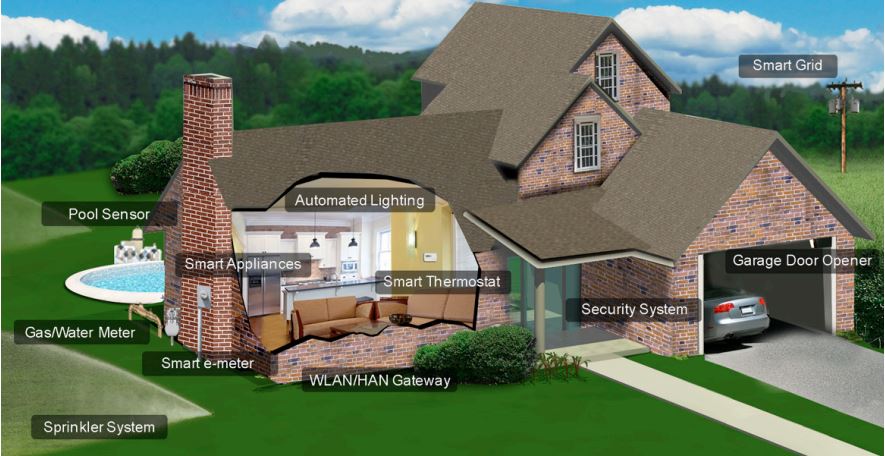 Smart Grid
Automated Lighting
Pool Sensor
Smart Appliances
Garage Door Opener
Smart Thermostat
Security System
Gas/Water Meter
Smart e-meter
WLAN/HAN Gateway
Sprinkler System